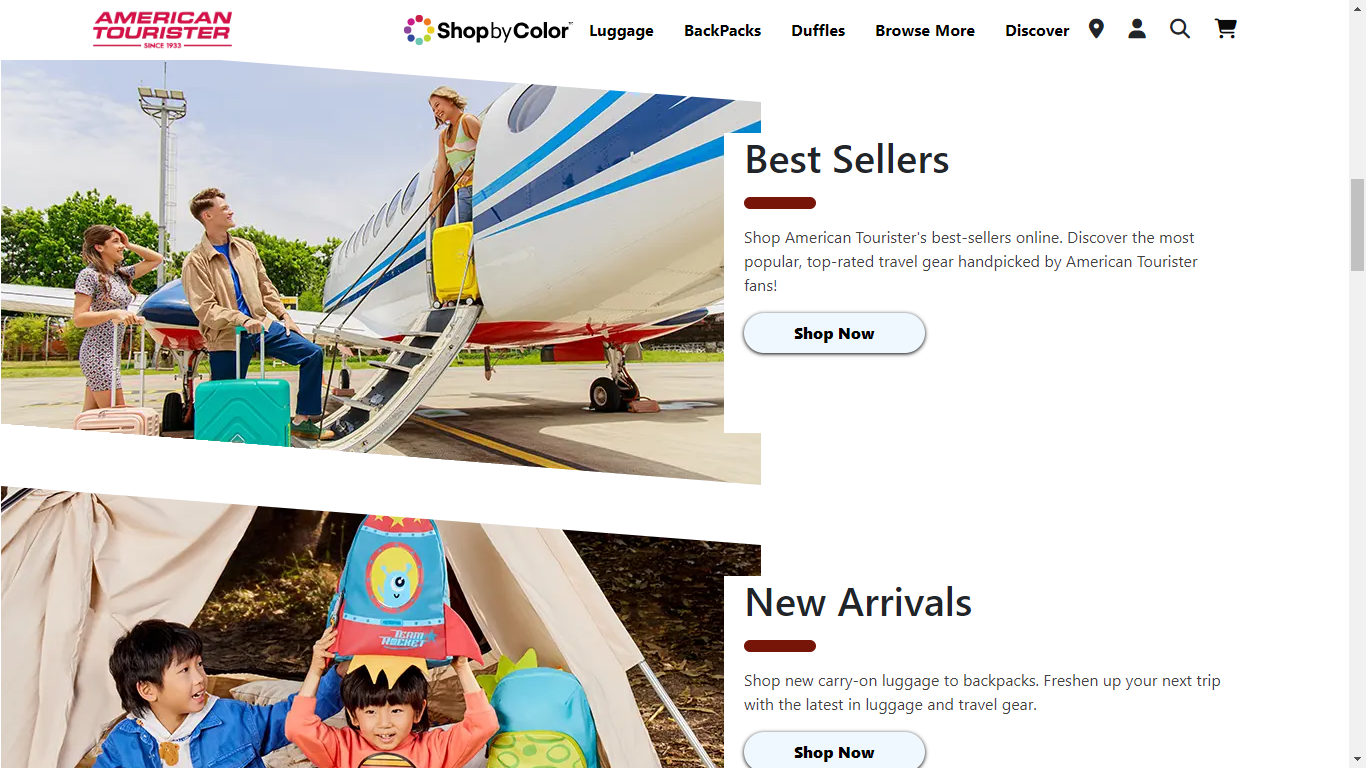 AMERICAN
TOURISTER
SINCE 1933
ShopbyColor™
Luggage
BackPacks
Duffles
Browse More
Discover
Best Sellers
Shop American Tourister's best-sellers online. Discover the most
popular, top-rated travel gear handpicked by American Tourister
fans!
Shop Now
TEAM
ROCKET
New Arrivals
Shop new carry-on luggage to backpacks. Freshen up your next trip
with the latest in luggage and travel gear.
Shop Now